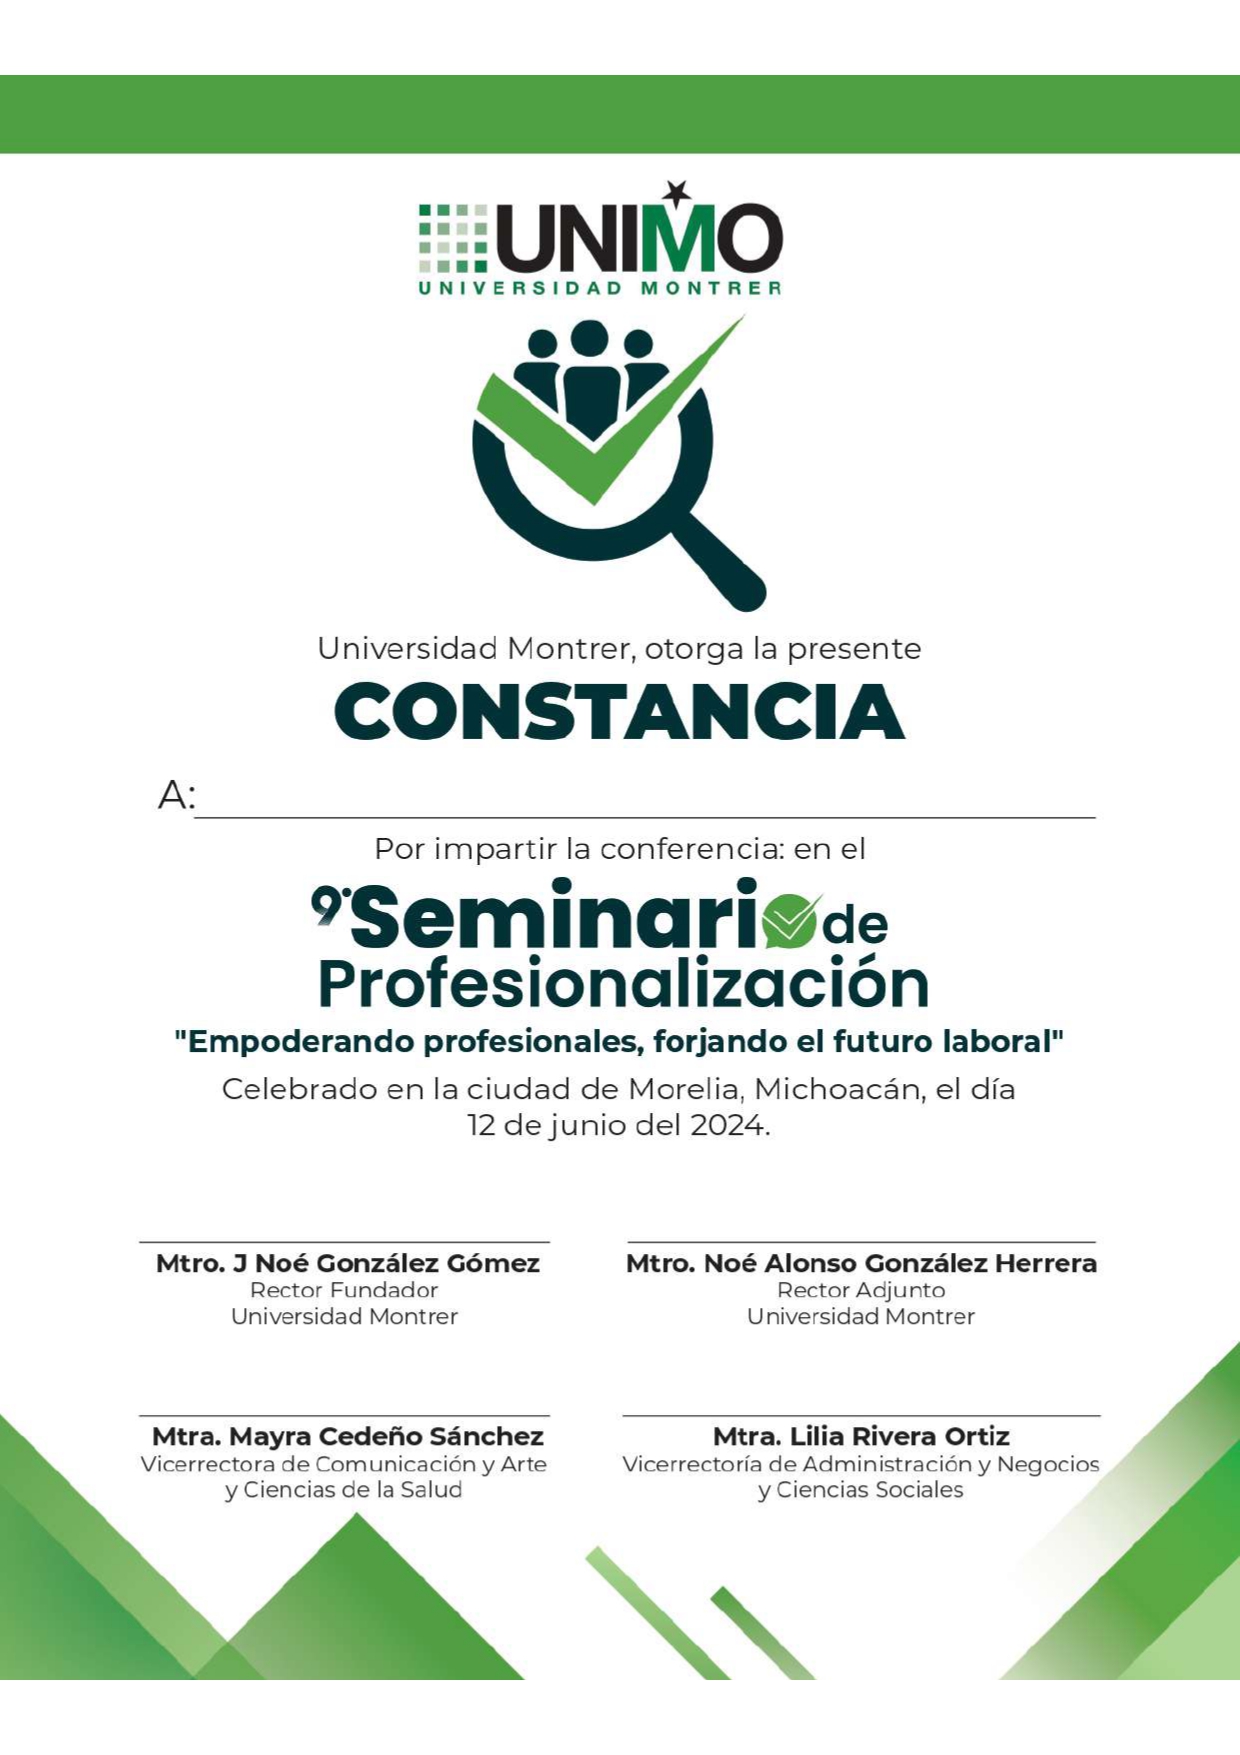 UNIMO
UNIVERSIDAD MONTRER
Universidad Montrer, otorga la presente
CONSTANCIA
A:
Por impartir la conferencia: en el
9° Seminario de
Profesionalización
"Empoderando profesionales, forjando el futuro laboral"
Celebrado en la ciudad de Morelia, Michoacán, el día
12 de junio del 2024.
Mtro. J Noé González Gómez
Rector Fundador
Universidad Montrer
Mtro. Noé Alonso González Herrera
Rector Adjunto
Universidad Montrer
Mtra. Mayra Cedeño Sánchez
Vicerrectora de Comunicación y Arte
y Ciencias de la Salud
Mtra. Lilia Rivera Ortiz
Vicerrectoría de Administración y Negocios
y Ciencias Sociales